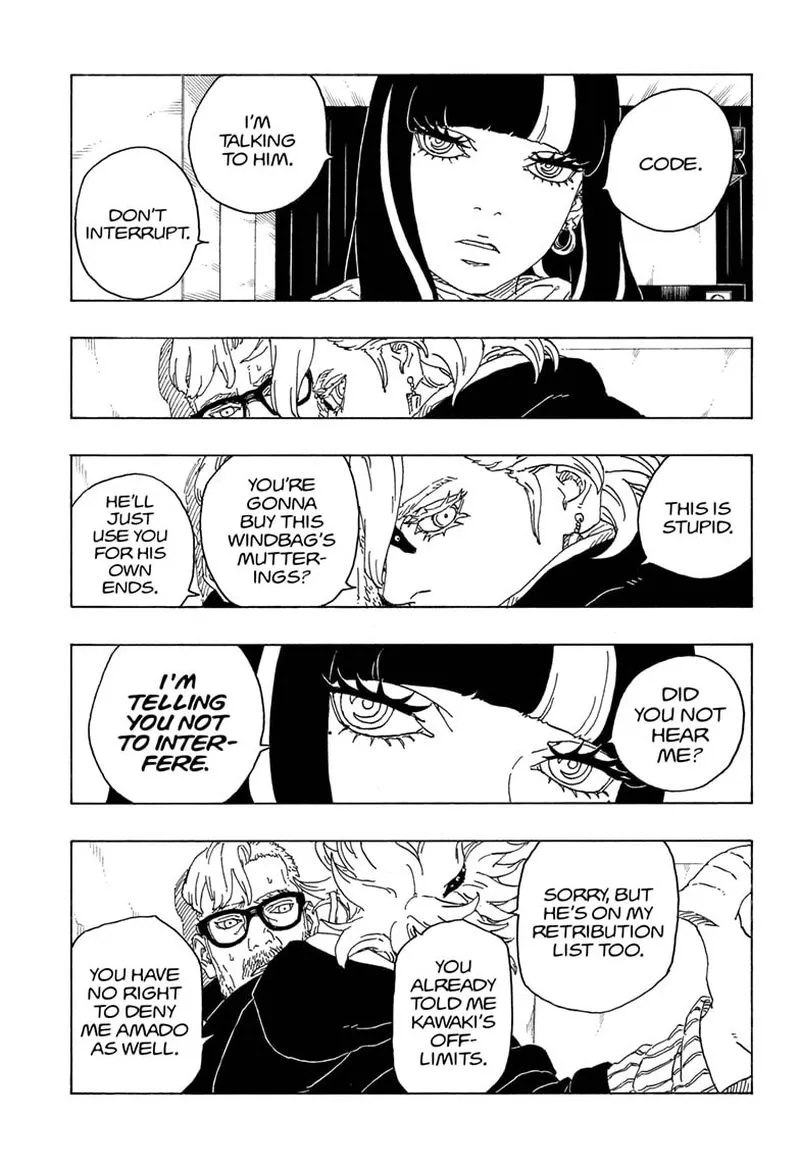 CODE.
I'M
TALKING
TO HIM.
DON'T
INTERRUPT.
THIS IS
STUPID.
YOU'RE
GONNA
BUY THIS
WINDBAG'S
MUTTER-
INGS?
HE'LL
JUST
USE YOU
FOR HIS
OWN
ENDS.
DID
YOU NOT
HEAR
ME?
I'M
TELLING
YOU NOT
TO INTER-
FERE.
SORRY, BUT
HE'S ON MY
RETRIBUTION
LIST TOO.
YOU
ALREADY
TOLD ME
KAWAKI'S
OFF-
LIMITS.
YOU HAVE
NO RIGHT
TO DENY
ME AMADO
AS WELL.